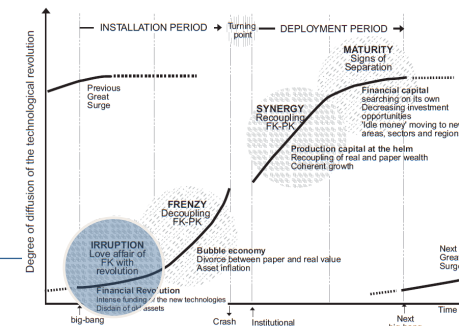 INSTALLATION PERIOD
Turning
point
DEPLOYMENT PERIOD
Degree of diffusion of the technological revolution
Previous
Great
Surge
MATURITY
Signs of
Separation
Financial capital
searching on its own
Decreasing investment
opportunities
'Idle money' moving to new
areas, sectors and region
SYNERGY
Recoupling
FK-PK
Production capital at the helm
Recoupling of real and paper wealth
Coherent growth
FRENZY
Decoupling
FK-PK
Bubble economy
Divorce between paper and real value
Asset inflation
IRRUPTION
Love affair of
FK with
revolution
Financial Revolution
Intense funding of the new technologies
Disdain of old assets
Next
Great
Surge
Time
big-bang
Crash
Institutional
Next